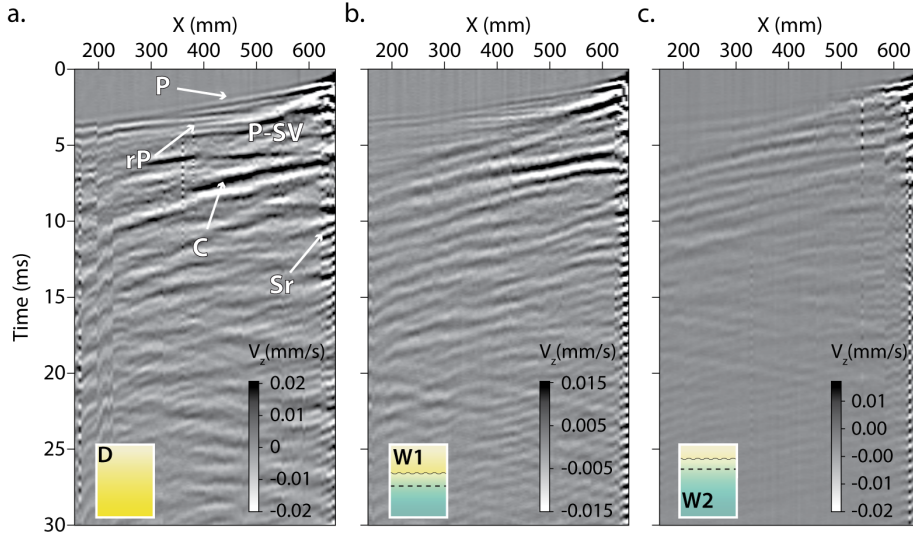 a.
b.
c.
X (mm)
X (mm)
X (mm)
200 300 400 500 600
200 300 400 500 600
200 300 400 500 600
Time (ms)
0
5
10
15
20
25
30
P
P-SV
rP
C
Sr
Vz(mm/s)
0.02
0.01
0
-0.01
-0.02
D
Vz(mm/s)
0.015
0.005
-0.005
-0.015
W1
Vz(mm/s)
0.01
0.00
-0.01
-0.02
W2